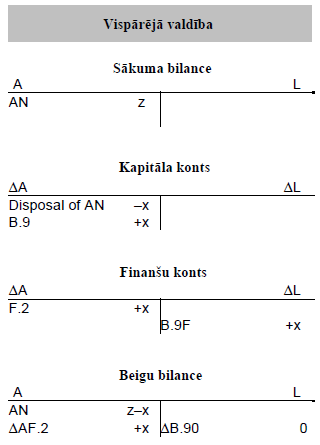 Vispārējā valdība
Sākuma bilance
A L
AN z
Kapitāla konts
ΔA ΔL
Disposal of AN –x
B.9 +x
Finanšu konts
ΔA ΔL
F.2 +x
B.9F +x
Beigu bilance
A L
AN z–x
ΔAF.2 +x ΔB.90 0